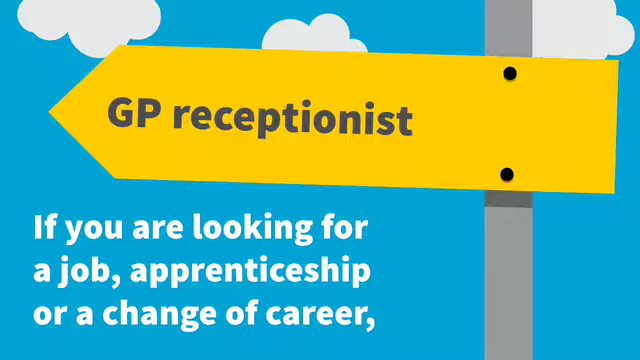 GP receptionist
If you are looking for
a job, apprenticeship
or a change of career,